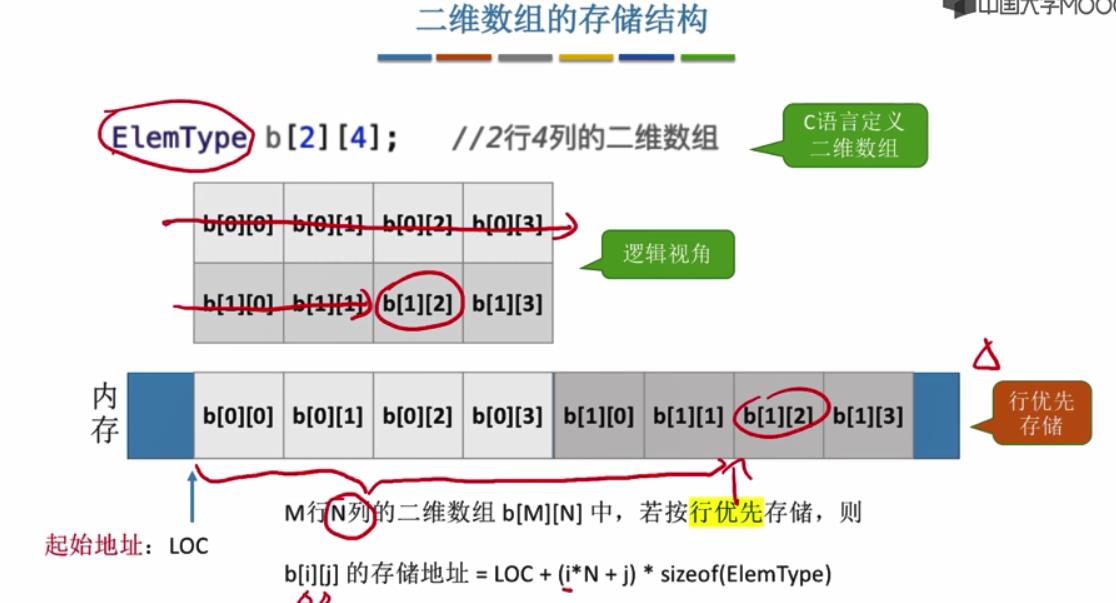 二维数组的存储结构
中国大学MOOC
ElemType b[2][4]; //2行4列的二维数组
C语言定义
二维数组
b[0][0] b[0][1] b[0][2] b[0][3]
逻辑视角
b[1][0] b[1][1] b[1][2] b[1][3]
内存
b[0][0] b[0][1] b[0][2] b[0][3] b[1][0] b[1][1] b[1][2] b[1][3]
行优先
存储
M行N列的二维数组 b[M][N] 中，若按行优先存储，则
起始地址：LOC
b[i][j] 的存储地址 = LOC + (i*N + j) * sizeof(ElemType)